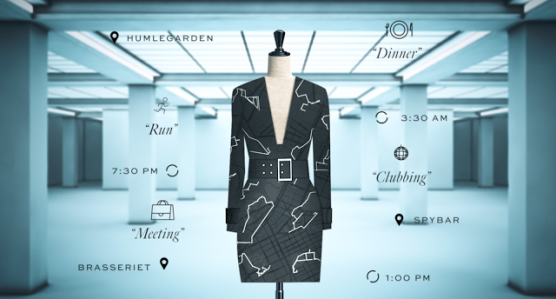 HUMLEGARDEN
“Run”
7:30 PM
“Meeting”
BRASSERIET
“Dinner”
3:30 AM
“Clubbing”
SPYBAR
1:00 PM